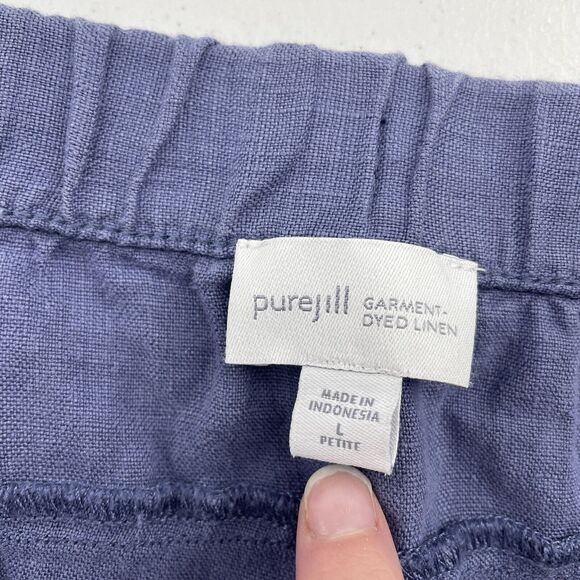 purejill
GARMENT-
DYED LINEN
MADE IN
INDONESIA
L
PETITE